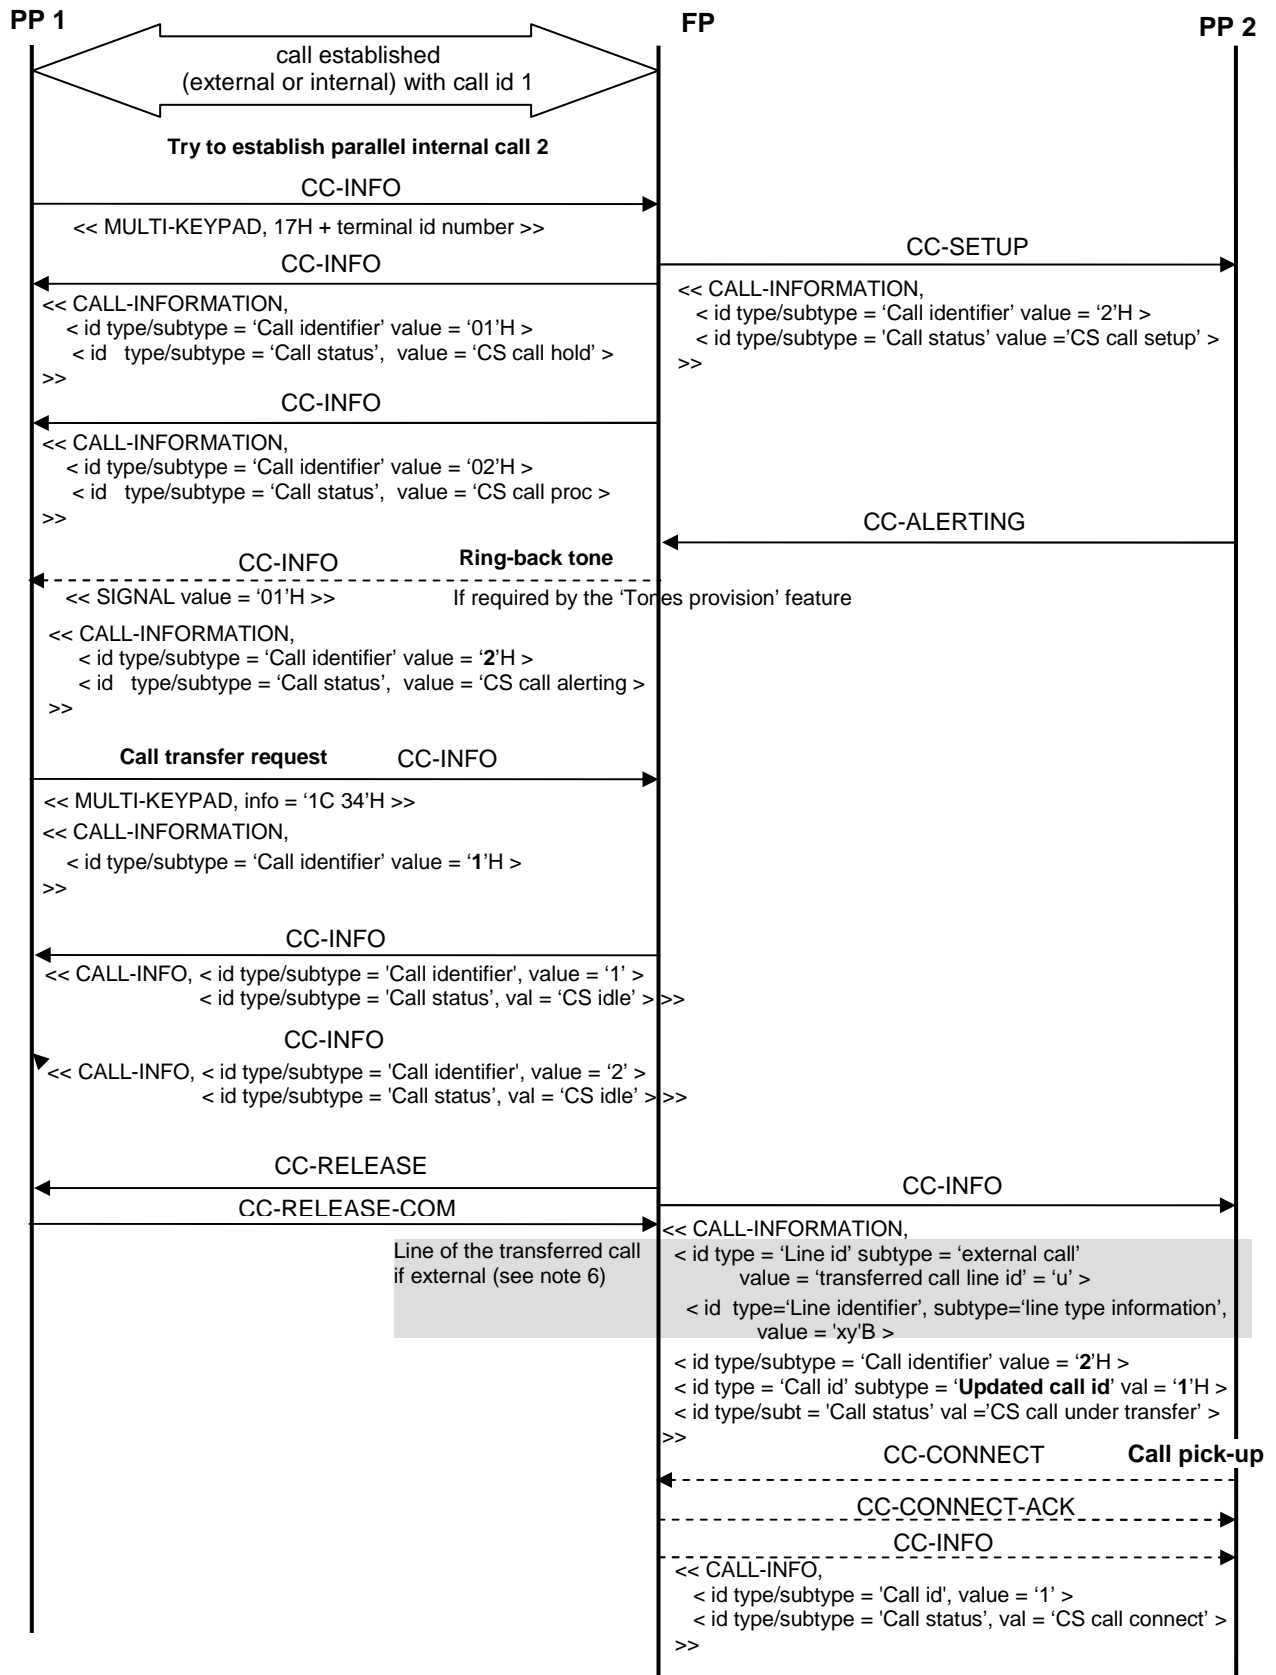 PP 1
FP
PP 2
call established
(external or internal) with call id 1
Try to establish parallel internal call 2
CC-INFO
<< MULTI-KEYPAD, 17H + terminal id number >>
CC-SETUP
CC-INFO
<< CALL-INFORMATION,
< id type/subtype = ‘Call identifier’ value = ‘2’H >
< id type/subtype = 'Call status’ value =’CS call setup’ >
>>
<< CALL-INFORMATION,
< id type/subtype = ‘Call identifier’ value = ‘01’H >
< id type/subtype = ‘Call status’, value = ‘CS call hold’ >
>>
CC-INFO
<< CALL-INFORMATION,
< id type/subtype = ‘Call identifier’ value = ‘02’H >
< id type/subtype = ‘Call status’, value = ‘CS call proc >
>>
CC-ALERTING
CC-INFO
Ring-back tone
<< SIGNAL value = ‘01’H >>
If required by the ‘Tones provision’ feature
<< CALL-INFORMATION,
< id type/subtype = ‘Call identifier’ value = ‘2’H >
< id type/subtype = ‘Call status’, value = ‘CS call alerting >
>>
Call transfer request
CC-INFO
<< MULTI-KEYPAD, info = ‘1C 34’H >>
<< CALL-INFORMATION,
< id type/subtype = ‘Call identifier’ value = ‘1’H >
>>
CC-INFO
<< CALL-INFO, < id type/subtype = 'Call identifier', value = ‘1’ >
< id type/subtype = 'Call status’, val = ‘CS idle’ > >>
CC-INFO
<< CALL-INFO, < id type/subtype = 'Call identifier', value = ‘2’ >
< id type/subtype = 'Call status’, val = ‘CS idle’ > >>
CC-RELEASE
CC-INFO
CC-RELEASE-COM
<< CALL-INFORMATION,
Line of the transferred call
if external (see note 6)
< id type = ‘Line id’ subtype = ‘external call’
value = ‘transferred call line id’ = ‘u’ >
< id type=‘Line identifier’, subtype=‘line type information’,
value = 'xy'B >
< id type/subtype = ‘Call identifier’ value = ‘2’H >
< id type = ‘Call id’ subtype = ‘Updated call id’ val = ‘1’H >
< id type/subt = 'Call status’ val =’CS call under transfer’ >
>>
CC-CONNECT
Call pick-up
CC-CONNECT-ACK
CC-INFO
<< CALL-INFO,
< id type/subtype = 'Call id', value = ‘1’ >
< id type/subtype = 'Call status’, val = ‘CS call connect’ >
>>